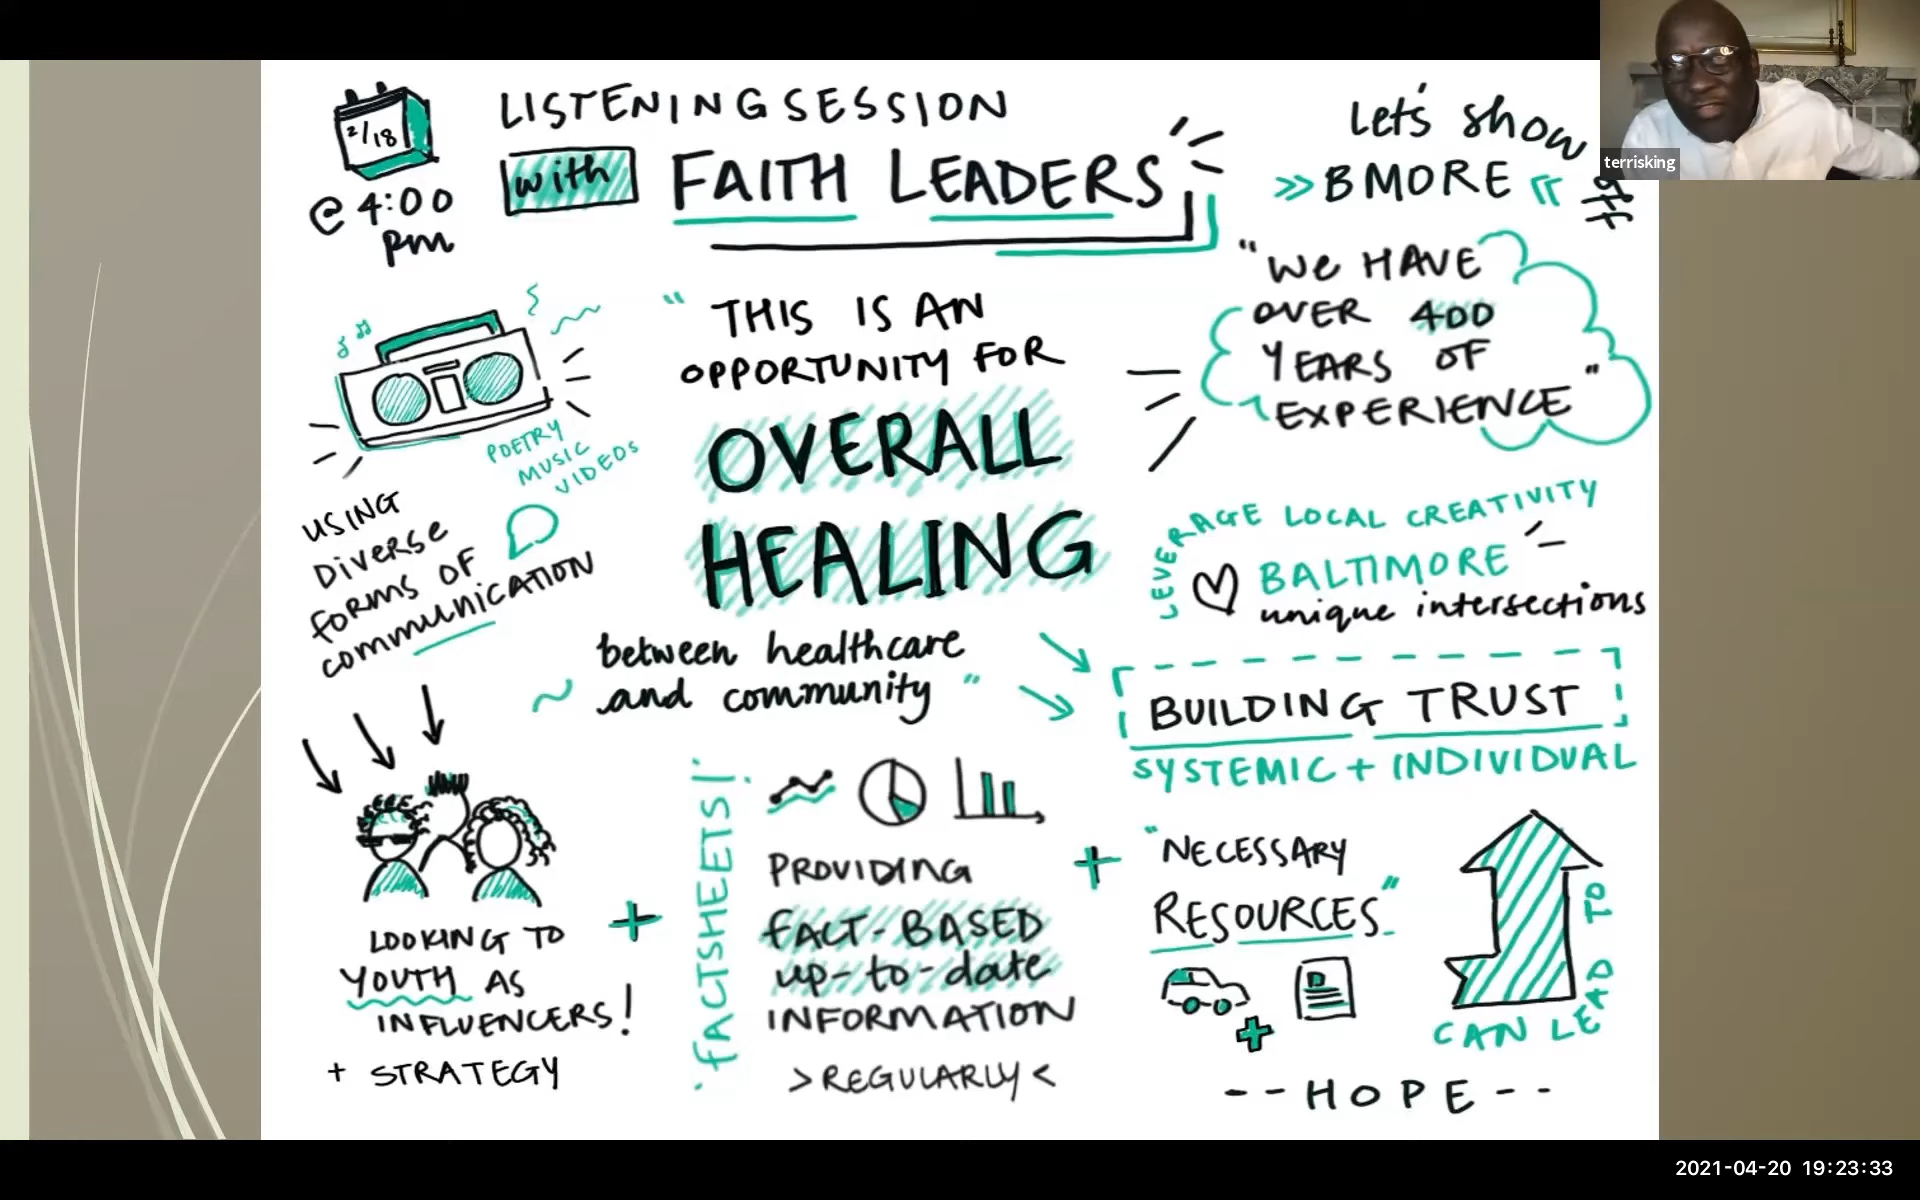 2/18
@ 4:00
pm
LISTENING SESSION
with FAITH LEADERS
Let's show
» BMORE «
off
terrisking
"WE HAVE
OVER 400
YEARS OF
EXPERIENCE"
"THIS IS AN
OPPORTUNITY FOR
OVERALL
HEALING
between healthcare
and community"
POETRY
MUSIC
VIDEOS
USING
DIVERSE
FORMS OF
COMMUNICATION
LEVERAGE LOCAL CREATIVITY
BALTIMORE
unique intersections
BUILDING TRUST
SYSTEMIC + INDIVIDUAL
LOOKING TO
YOUTH AS
INFLUENCERS!
+ STRATEGY
+
FACTSHEETS!
PROVIDING
FACT-BASED
up-to-date
INFORMATION
>REGULARLY<
+
"NECESSARY
RESOURCES"
+
CAN LEAD TO
--HOPE--
2021-04-20 19:23:33